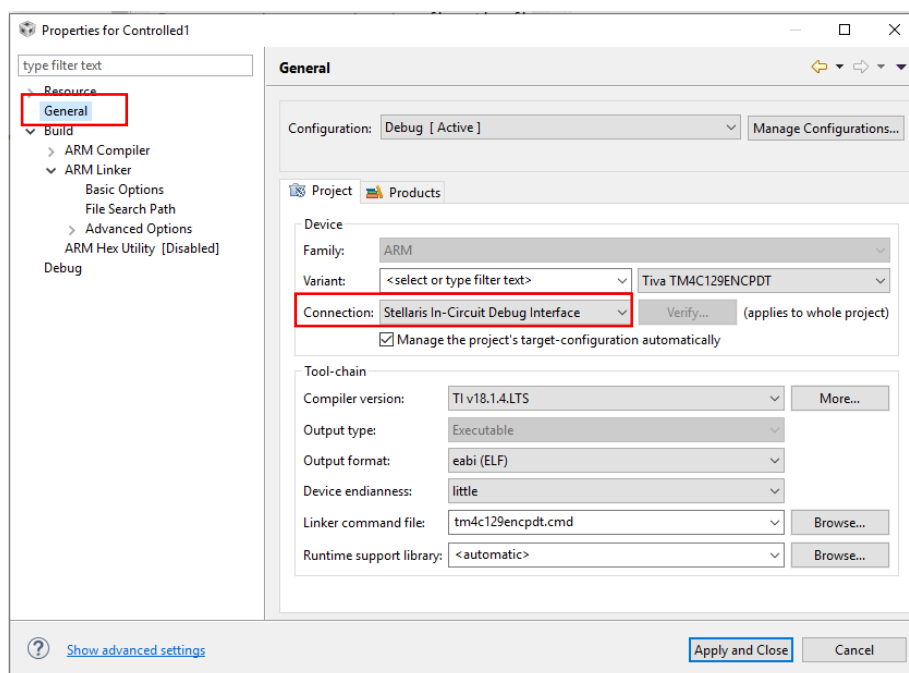 Properties for Controlled1
type filter text
General
Resource
General
Build
ARM Compiler
ARM Linker
Basic Options
File Search Path
Advanced Options
ARM Hex Utility [Disabled]
Debug
Configuration: Debug [ Active ] Manage Configurations...
Project Products
Device
Family: ARM
Variant: <select or type filter text> Tiva TM4C129ENCPDT
Connection: Stellaris In-Circuit Debug Interface Verify... (applies to whole project)
Manage the project's target-configuration automatically
Tool-chain
Compiler version: TI v18.1.4.LTS More...
Output type: Executable
Output format: eabi (ELF)
Device endianness: little
Linker command file: tm4c129encpdt.cmd Browse...
Runtime support library: <automatic> Browse...
? Show advanced settings Apply and Close Cancel